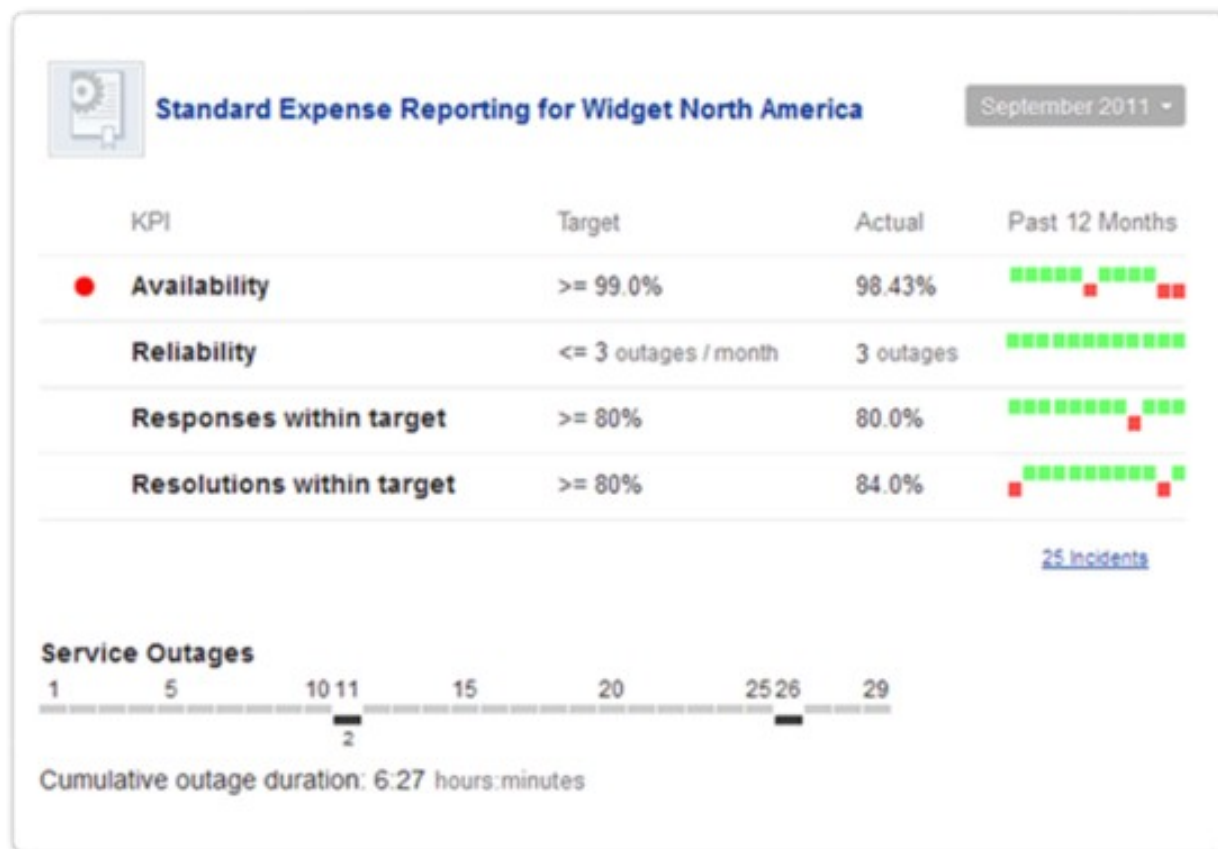 Standard Expense Reporting for Widget North America September 2011
KPI Target Actual Past 12 Months
Availability >= 99.0% 98.43%
Reliability <= 3 outages / month 3 outages
Responses within target >= 80% 80.0%
Resolutions within target >= 80% 84.0%
25 Incidents
Service Outages
1 5 10 11 15 20 25 26 29
2
Cumulative outage duration: 6:27 hours:minutes